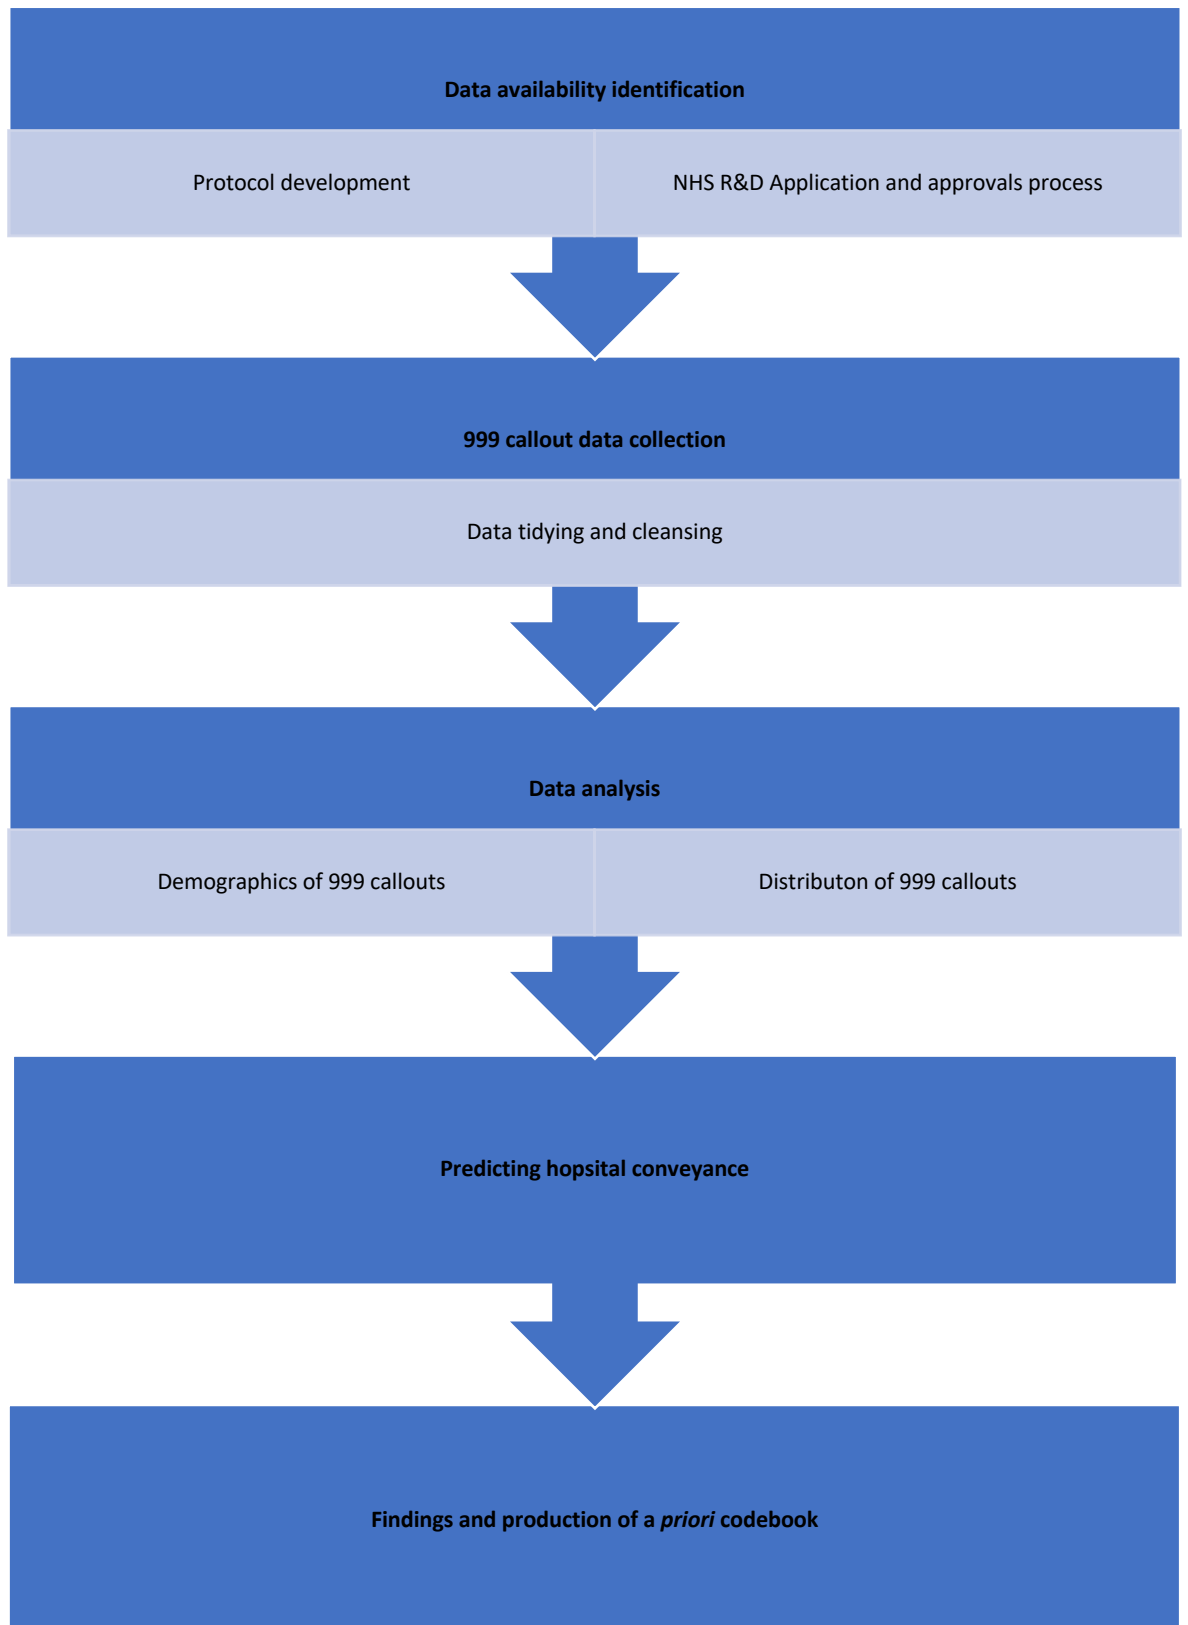 Data availability identification
Protocol development
NHS R&D Application and approvals process
999 callout data collection
Data tidying and cleansing
Data analysis
Demographics of 999 callouts
Distributon of 999 callouts
Predicting hopsital conveyance
Findings and production of a priori codebook